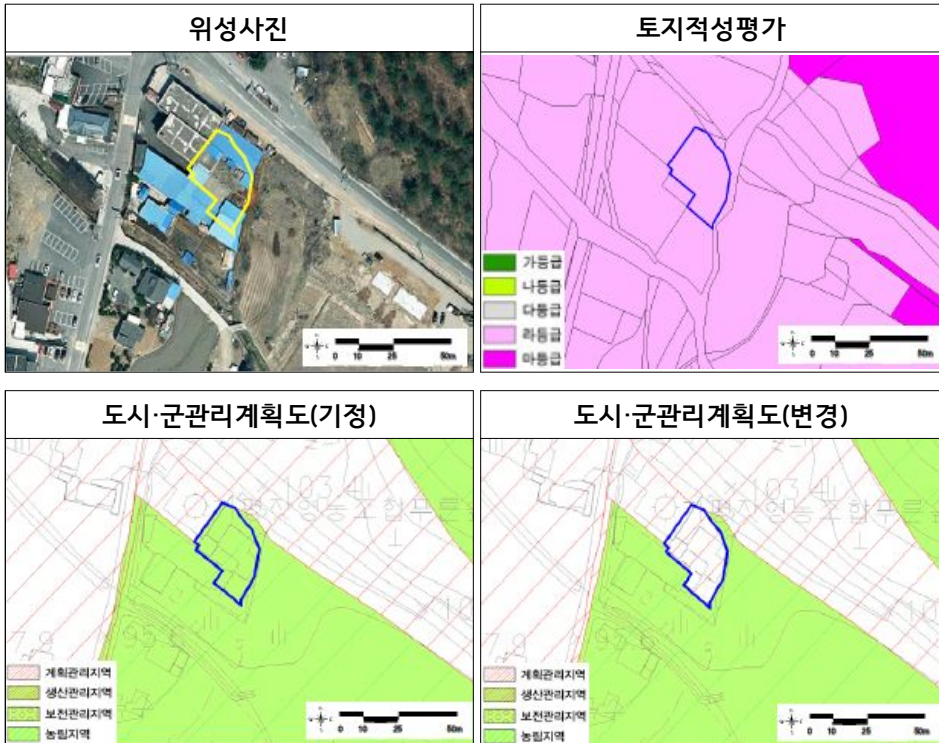 위성사진
토지적성평가
0 10 25 50m
가등급
나등급
다등급
라등급
마등급
0 10 25 50m
도시·군관리계획도(기정)
도시·군관리계획도(변경)
103.4
계획관리지역
생산관리지역
보전관리지역
농림지역
0 10 25 50m
103.4
계획관리지역
생산관리지역
보전관리지역
농림지역
0 10 25 50m